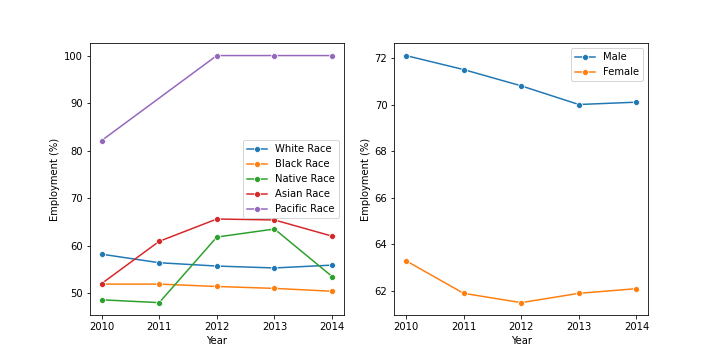 Employment (%)
100
90
80
70
60
50
2010 2011 2012 2013 2014
Year
White Race
Black Race
Native Race
Asian Race
Pacific Race
Employment (%)
72
70
68
66
64
62
2010 2011 2012 2013 2014
Year
Male
Female